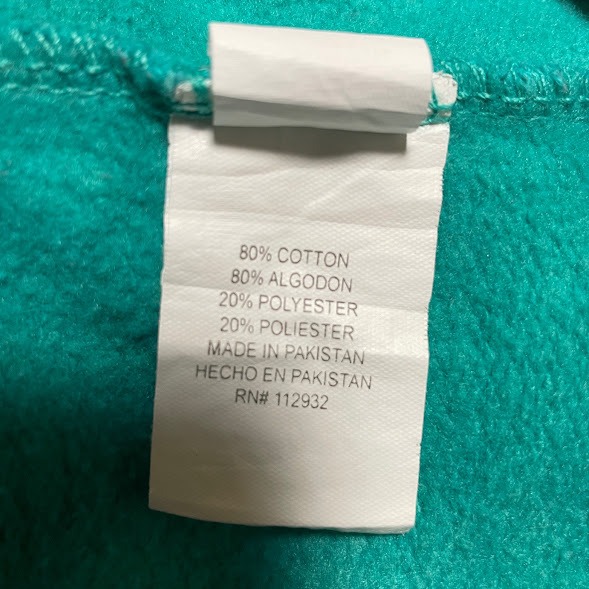 80% COTTON
80% ALGODON
20% POLYESTER
20% POLIESTER
MADE IN PAKISTAN
HECHO EN PAKISTAN
RN# 112932